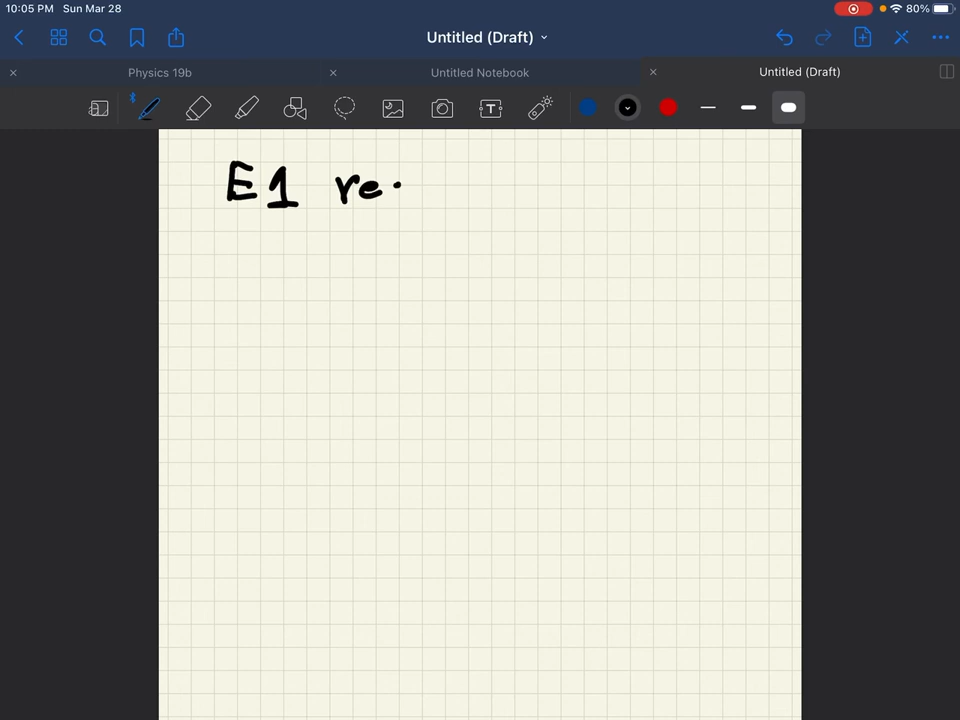 10:05 PM Sun Mar 28 80%
Untitled (Draft)
Physics 19b Untitled Notebook Untitled (Draft)
T
E1 re